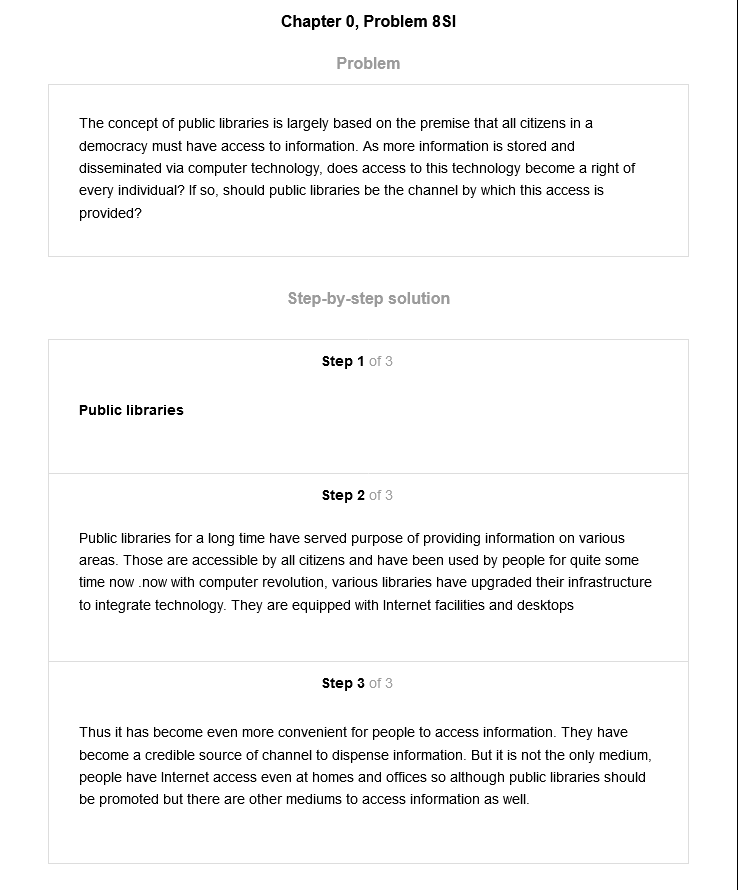 Chapter 0, Problem 8SI
Problem
The concept of public libraries is largely based on the premise that all citizens in a
democracy must have access to information. As more information is stored and
disseminated via computer technology, does access to this technology become a right of
every individual? If so, should public libraries be the channel by which this access is
provided?
Step-by-step solution
Step 1 of 3
Public libraries
Step 2 of 3
Public libraries for a long time have served purpose of providing information on various
areas. Those are accessible by all citizens and have been used by people for quite some
time now .now with computer revolution, various libraries have upgraded their infrastructure
to integrate technology. They are equipped with Internet facilities and desktops
Step 3 of 3
Thus it has become even more convenient for people to access information. They have
become a credible source of channel to dispense information. But it is not the only medium,
people have Internet access even at homes and offices so although public libraries should
be promoted but there are other mediums to access information as well.